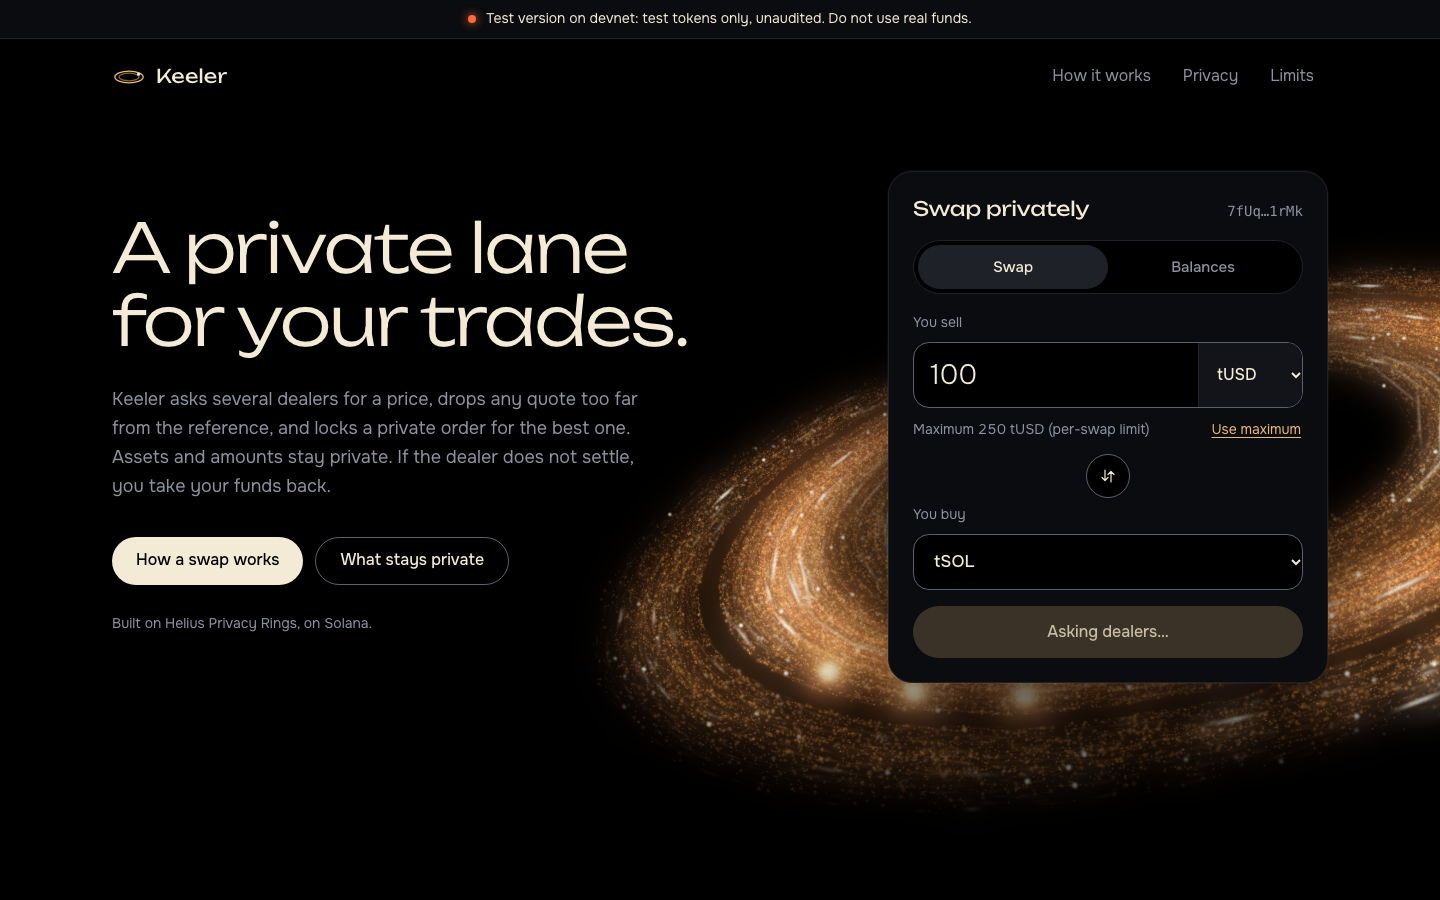 Test version on devnet: test tokens only, unaudited. Do not use real funds.
Keeler
How it works
Privacy
Limits
A private lane
for your trades.
Keeler asks several dealers for a price, drops any quote too far
from the reference, and locks a private order for the best one.
Assets and amounts stay private. If the dealer does not settle,
you take your funds back.
How a swap works
What stays private
Built on Helius Privacy Rings, on Solana.
Swap privately
7fUq…1rMk
Swap
Balances
You sell
100
tUSD
Maximum 250 tUSD (per-swap limit)
Use maximum
You buy
tSOL
Asking dealers…